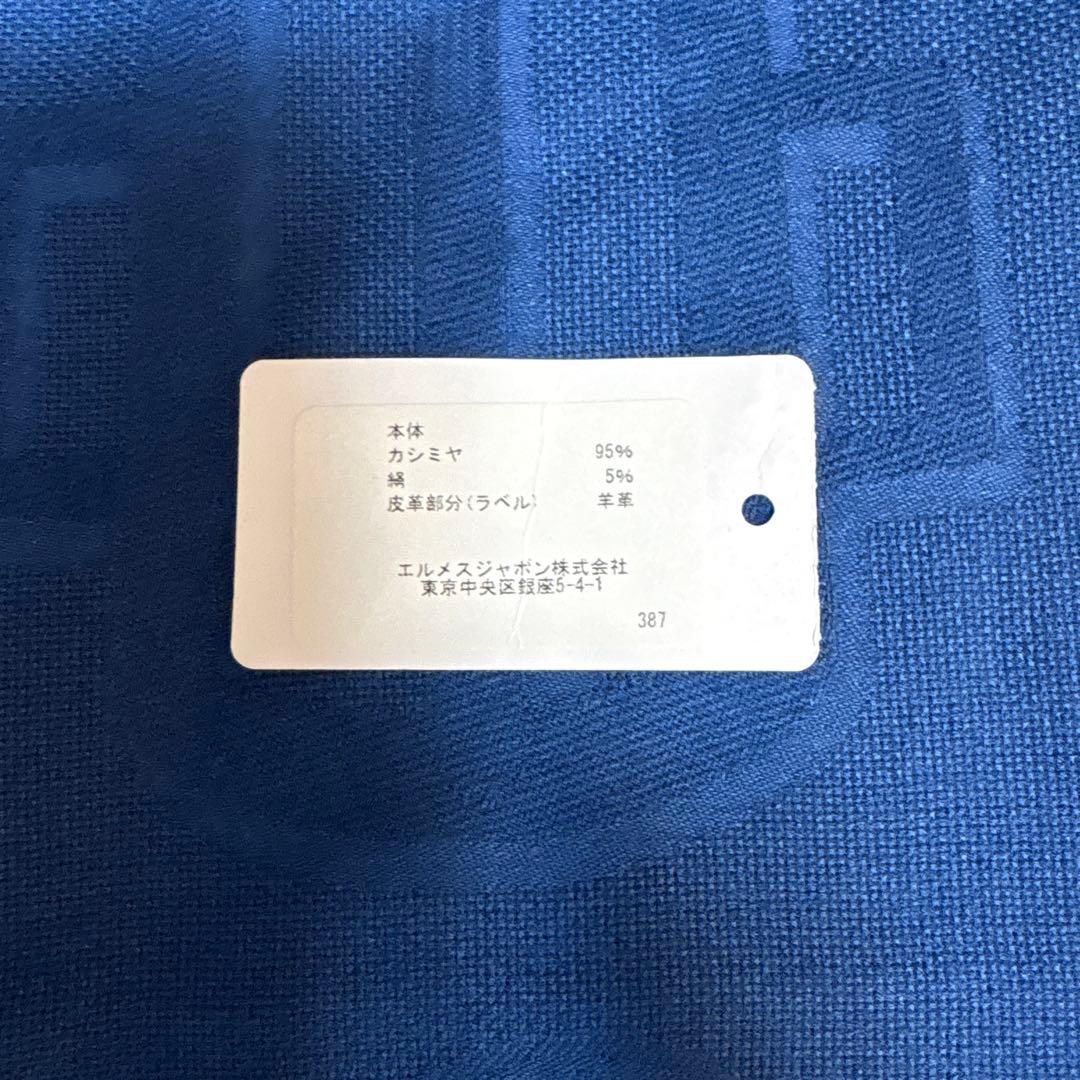 本体
カシミヤ 95%
絹 5%
皮革部分(ラベル) 羊革
エルメスジャポン株式会社
東京中央区銀座5-4-1
387